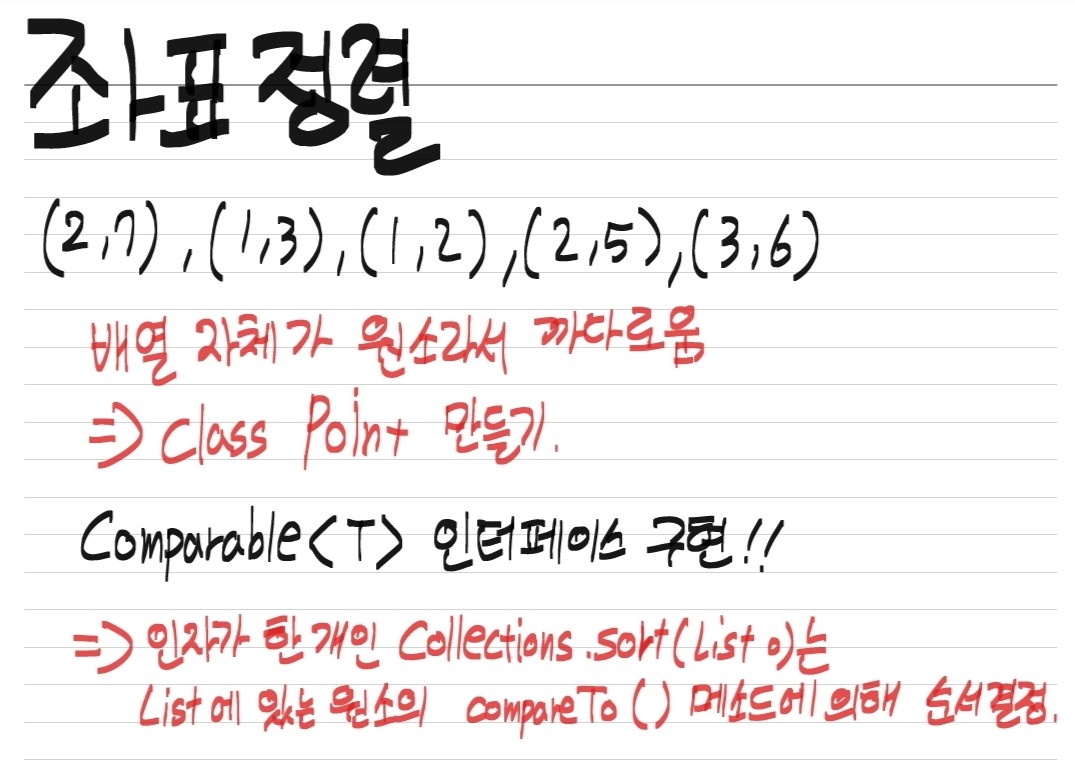 좌표정렬
(2,7), (1,3), (1,2), (2,5), (3,6)
배열 자체가 원소라서 까다로움
=> Class Point 만들기.
Comparable<T> 인터페이스 구현!!
=> 인자가 한개인 Collections.sort(List o)는
List에 있는 원소의 compareTo() 메소드에 의해 순서결정.